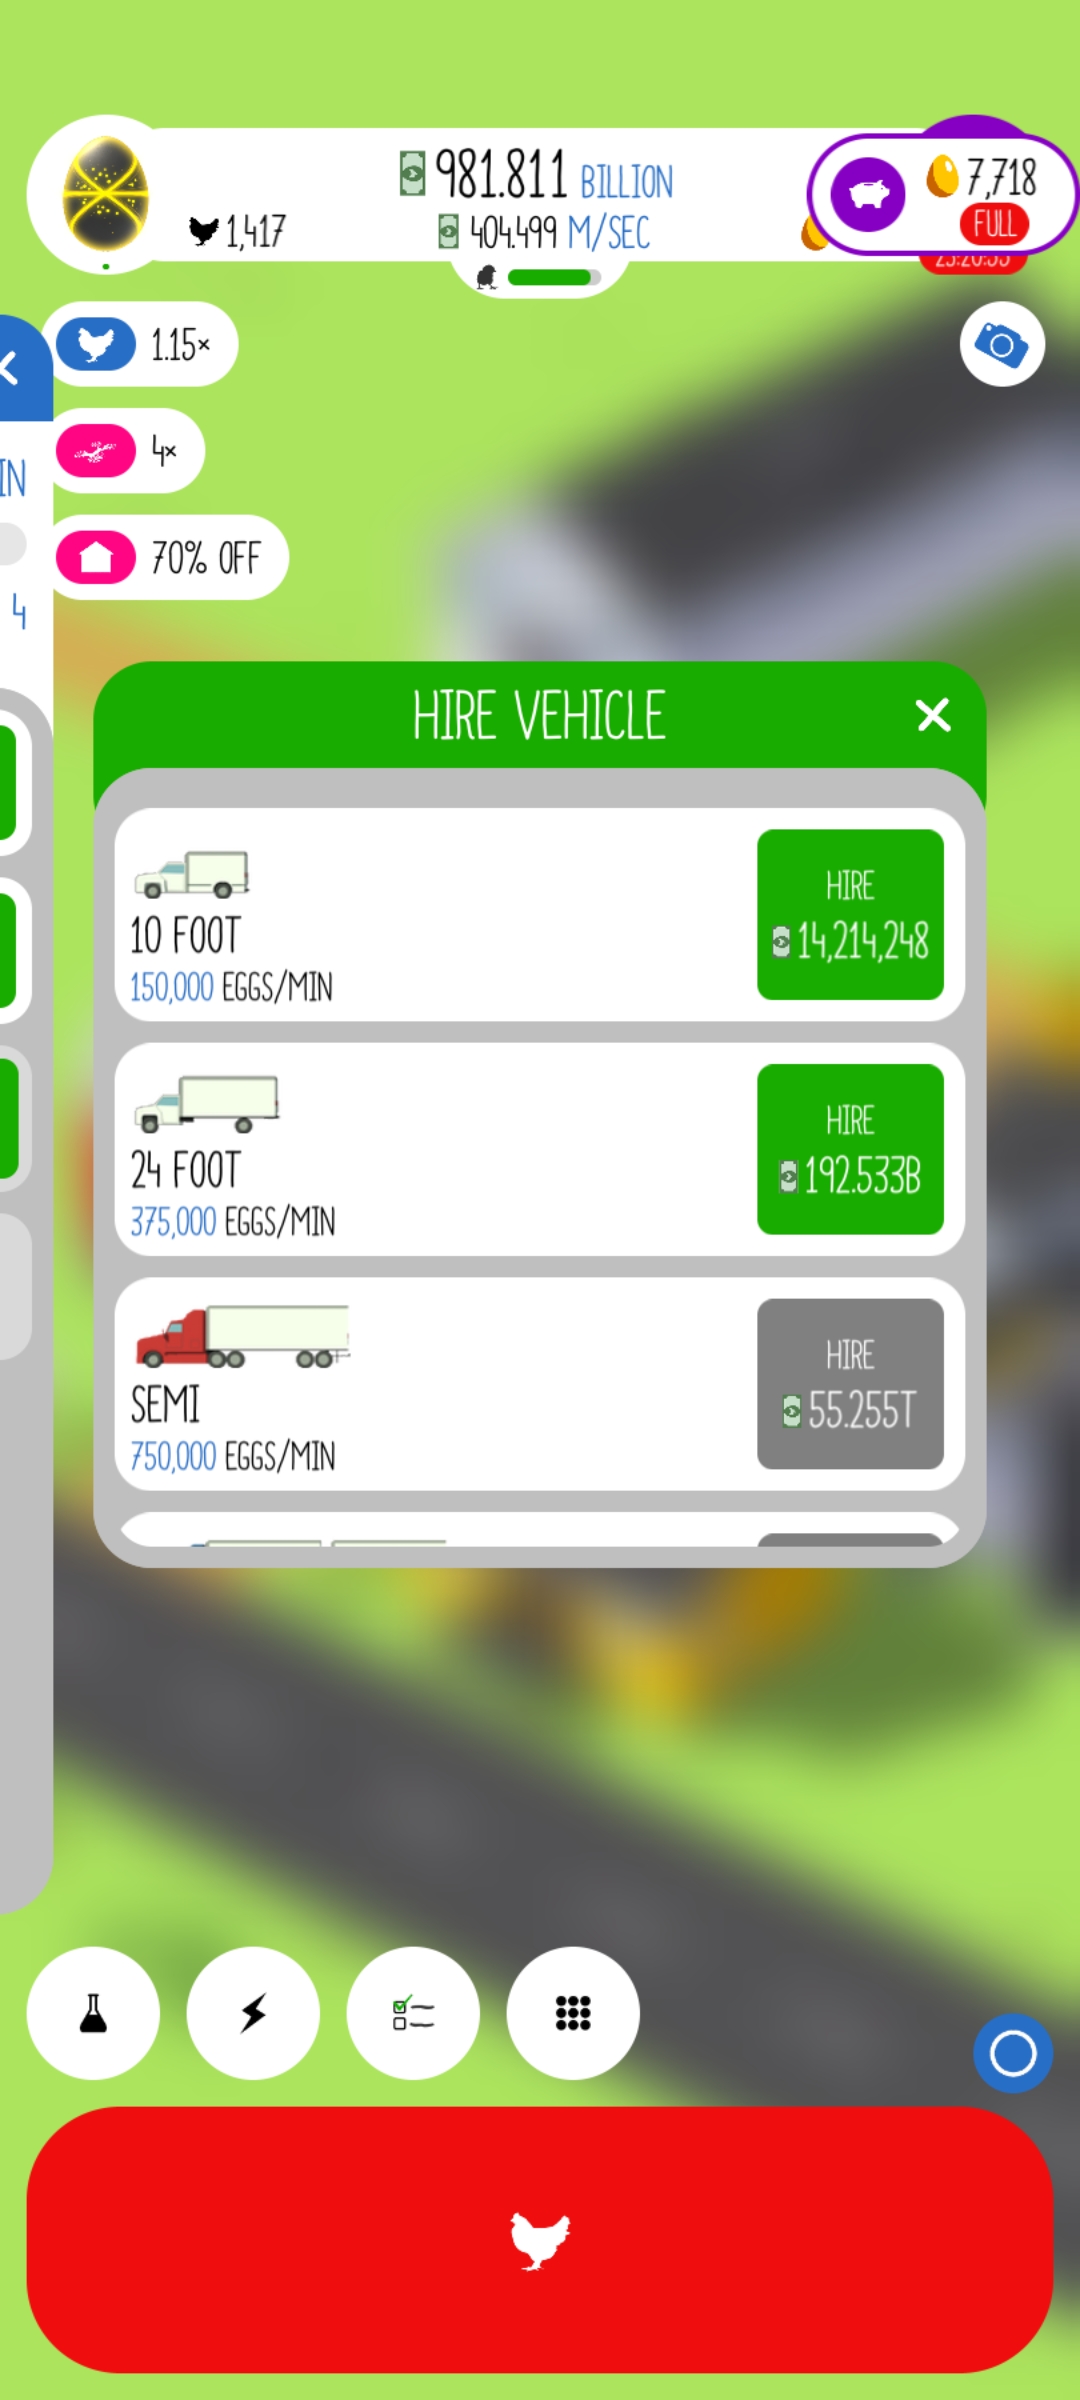 981.811 BILLION
7,718
1,417
404.499 M/SEC
FULL
1.15×
4×
IN
70% OFF
4
HIRE VEHICLE
10 FOOT
150,000 EGGS/MIN
HIRE
14,214,248
24 FOOT
375,000 EGGS/MIN
HIRE
192.533B
SEMI
750,000 EGGS/MIN
HIRE
55.255T